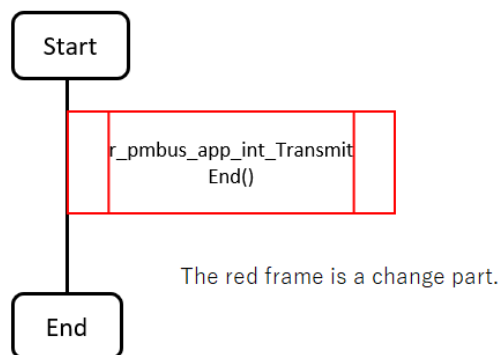 Start
r_pmbus_app_int_Transmit
End()
The red frame is a change part.
End